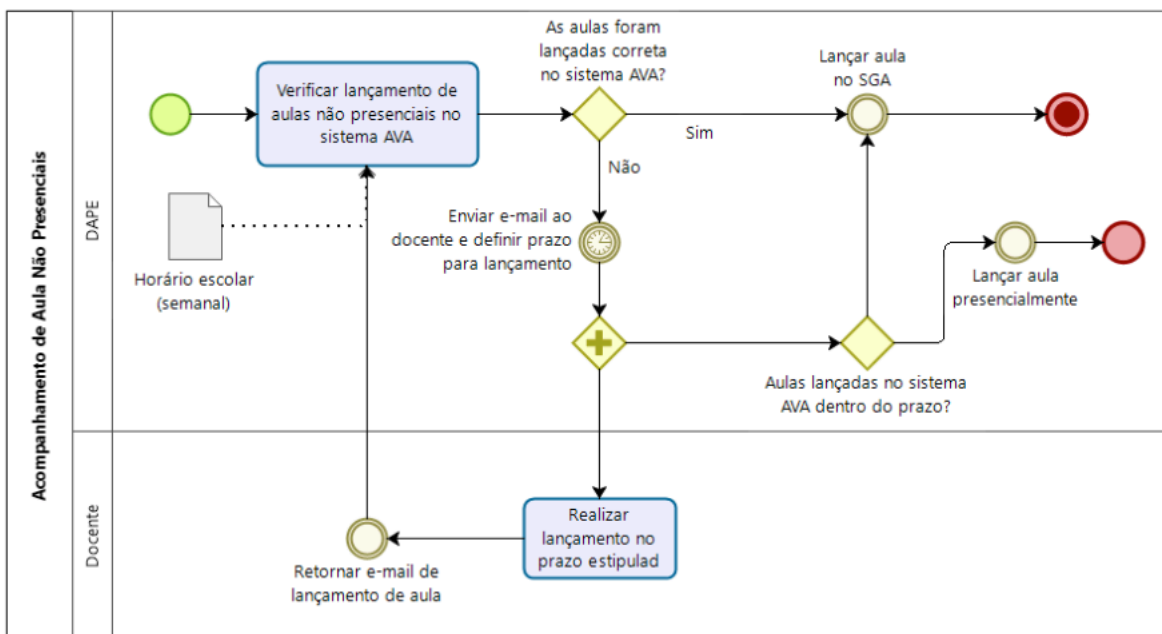 Acompanhamento de Aula Não Presenciais
DAPE
Verificar lançamento de
aulas não presenciais no
sistema AVA
As aulas foram
lançadas correta
no sistema AVA?
Sim
Não
Lançar aula
no SGA
Horário escolar
(semanal)
Enviar e-mail ao
docente e definir prazo
para lançamento
Lançar aula
presencialmente
Aulas lançadas no sistema
AVA dentro do prazo?
Docente
Realizar
lançamento no
prazo estipulad
Retornar e-mail de
lançamento de aula